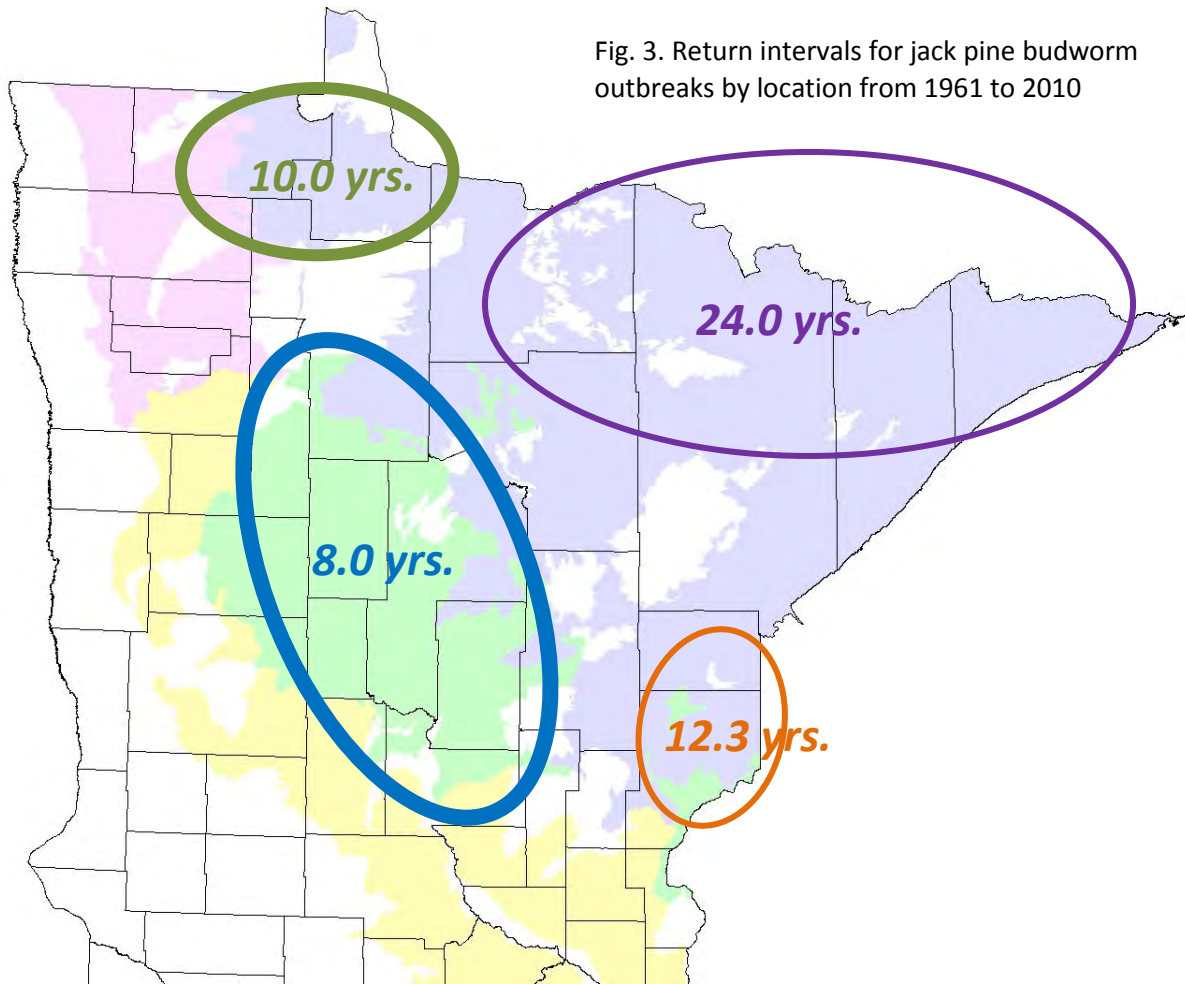 Fig. 3. Return intervals for jack pine budworm
outbreaks by location from 1961 to 2010
10.0 yrs.
24.0 yrs.
8.0 yrs.
12.3 yrs.